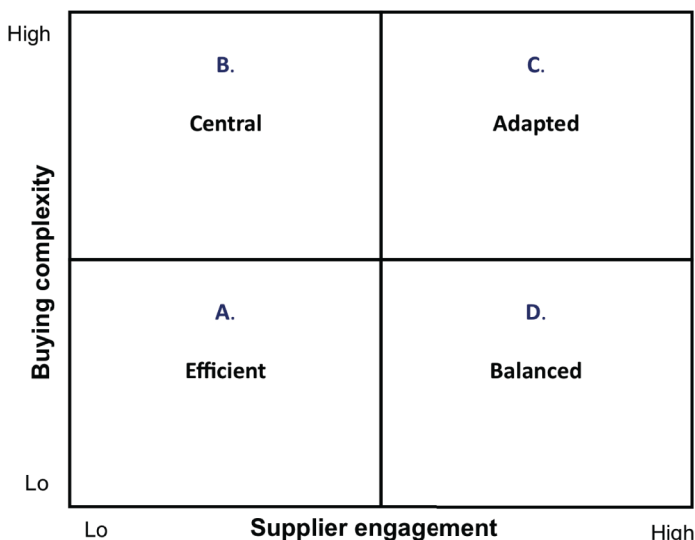 High
B.
C.
Central
Adapted
Buying complexity
A.
D.
Efficient
Balanced
Lo
Lo
Supplier engagement
High